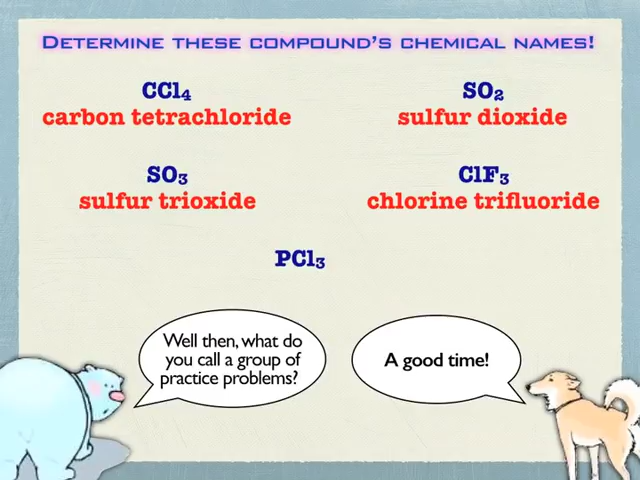 Determine these compound's chemical names!
CCl₄
carbon tetrachloride
SO₂
sulfur dioxide
SO₃
sulfur trioxide
ClF₃
chlorine trifluoride
PCl₃
Well then, what do
you call a group of
practice problems?
A good time!